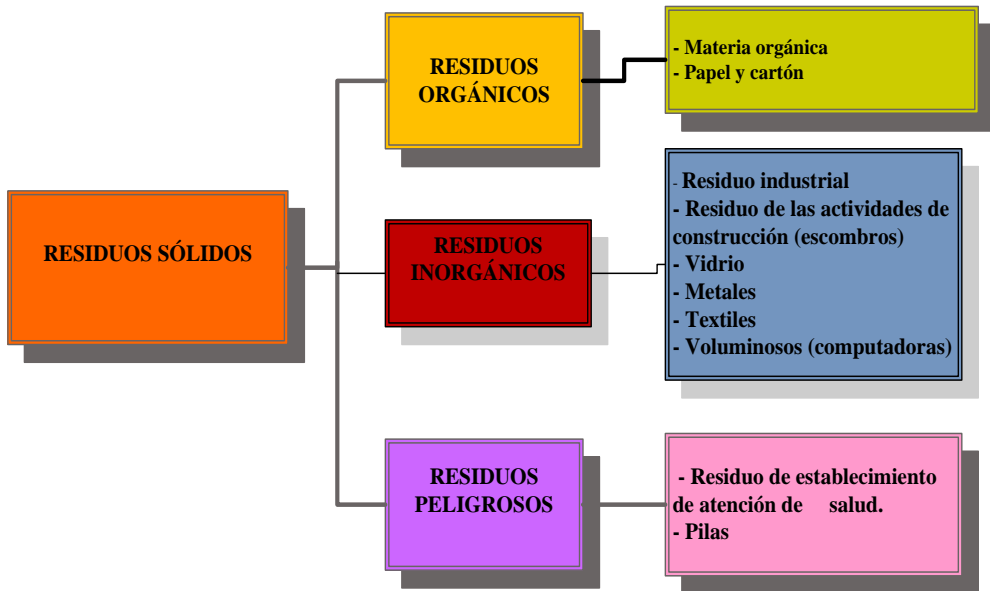 RESIDUOS SÓLIDOS
RESIDUOS
ORGÁNICOS
- Materia orgánica
- Papel y cartón
RESIDUOS
INORGÁNICOS
- Residuo industrial
- Residuo de las actividades de
construcción (escombros)
- Vidrio
- Metales
- Textiles
- Voluminosos (computadoras)
RESIDUOS
PELIGROSOS
- Residuo de establecimiento
de atención de salud.
- Pilas